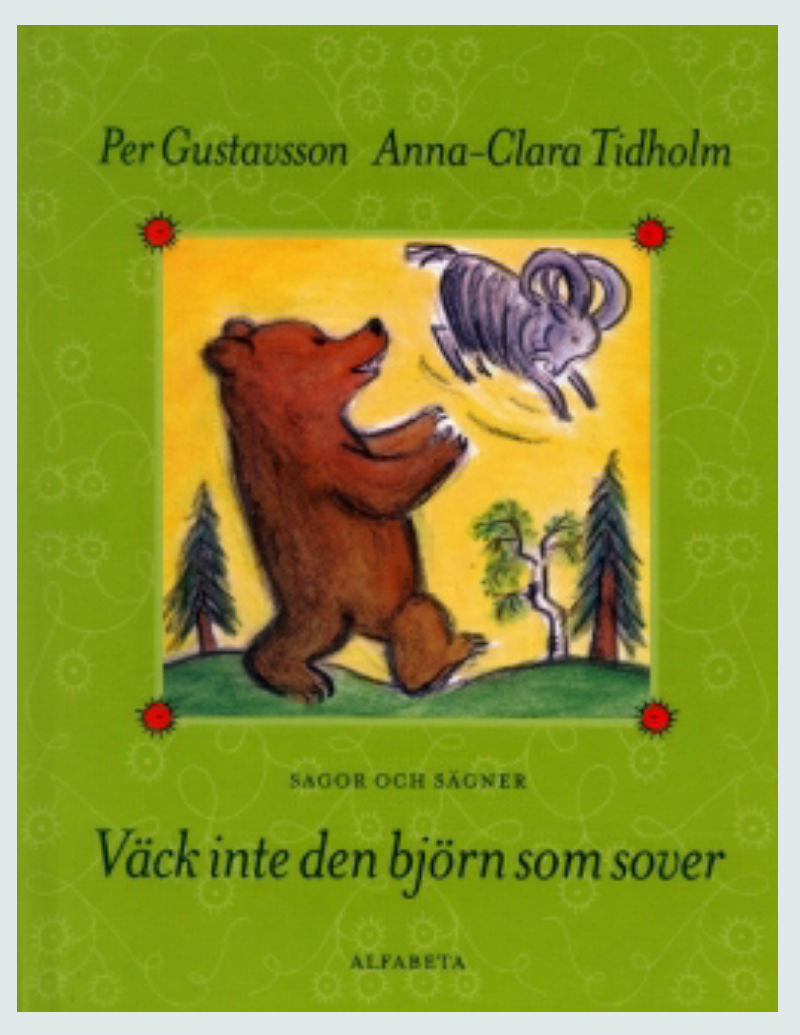 Per Gustavsson Anna-Clara Tidholm
SAGOR OCH SÄGNER
Väck inte den björn som sover
ALFABETA